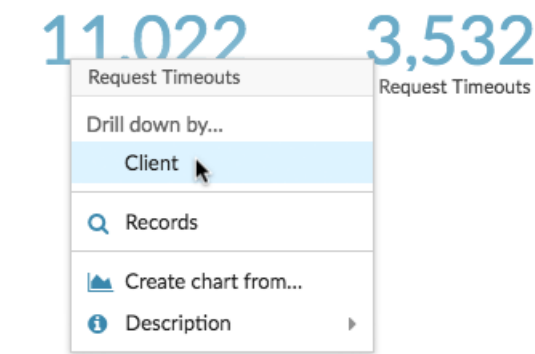 11,022
3,532
Request Timeouts
Request Timeouts
Drill down by...
Client
Records
Create chart from...
Description